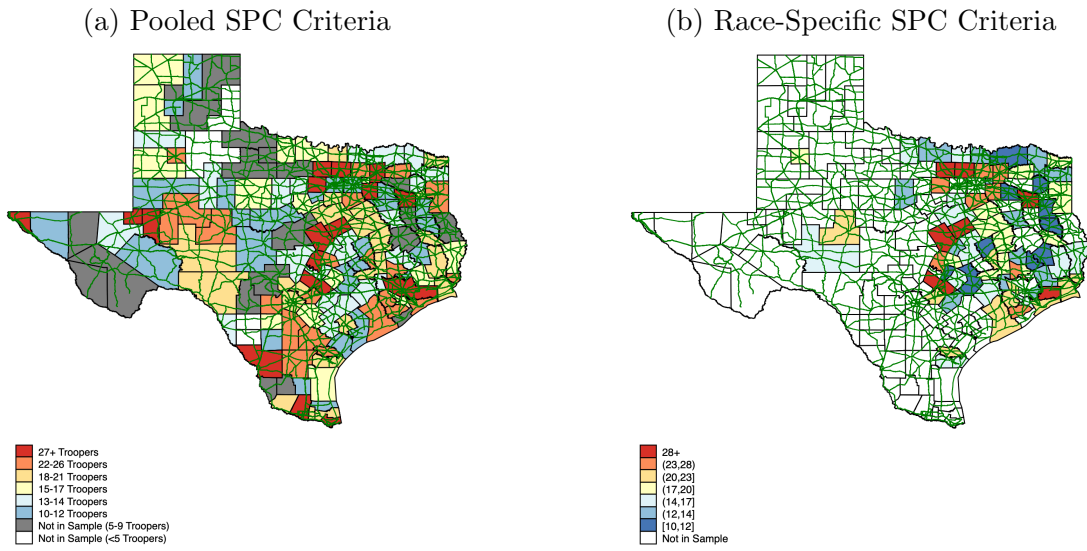 (a) Pooled SPC Criteria
(b) Race-Specific SPC Criteria
27+ Troopers
22-26 Troopers
18-21 Troopers
15-17 Troopers
13-14 Troopers
10-12 Troopers
Not in Sample (5-9 Troopers)
Not in Sample (<5 Troopers)
28+
(23,28)
(20,23]
(17,20]
(14,17]
(12,14]
[10,12]
Not in Sample